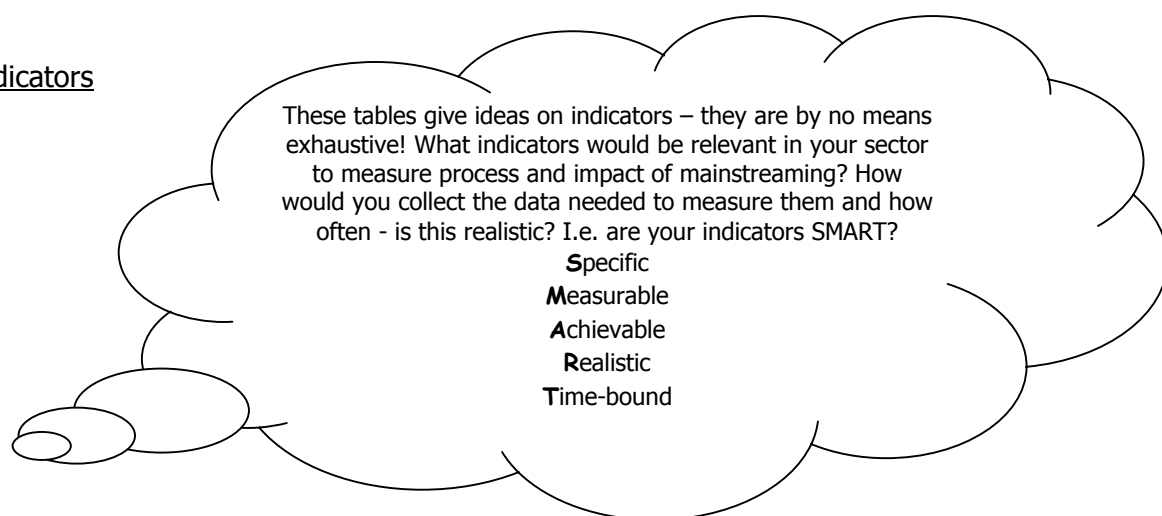 dicators
These tables give ideas on indicators – they are by no means
exhaustive! What indicators would be relevant in your sector
to measure process and impact of mainstreaming? How
would you collect the data needed to measure them and how
often - is this realistic? I.e. are your indicators SMART?
Specific
Measurable
Achievable
Realistic
Time-bound